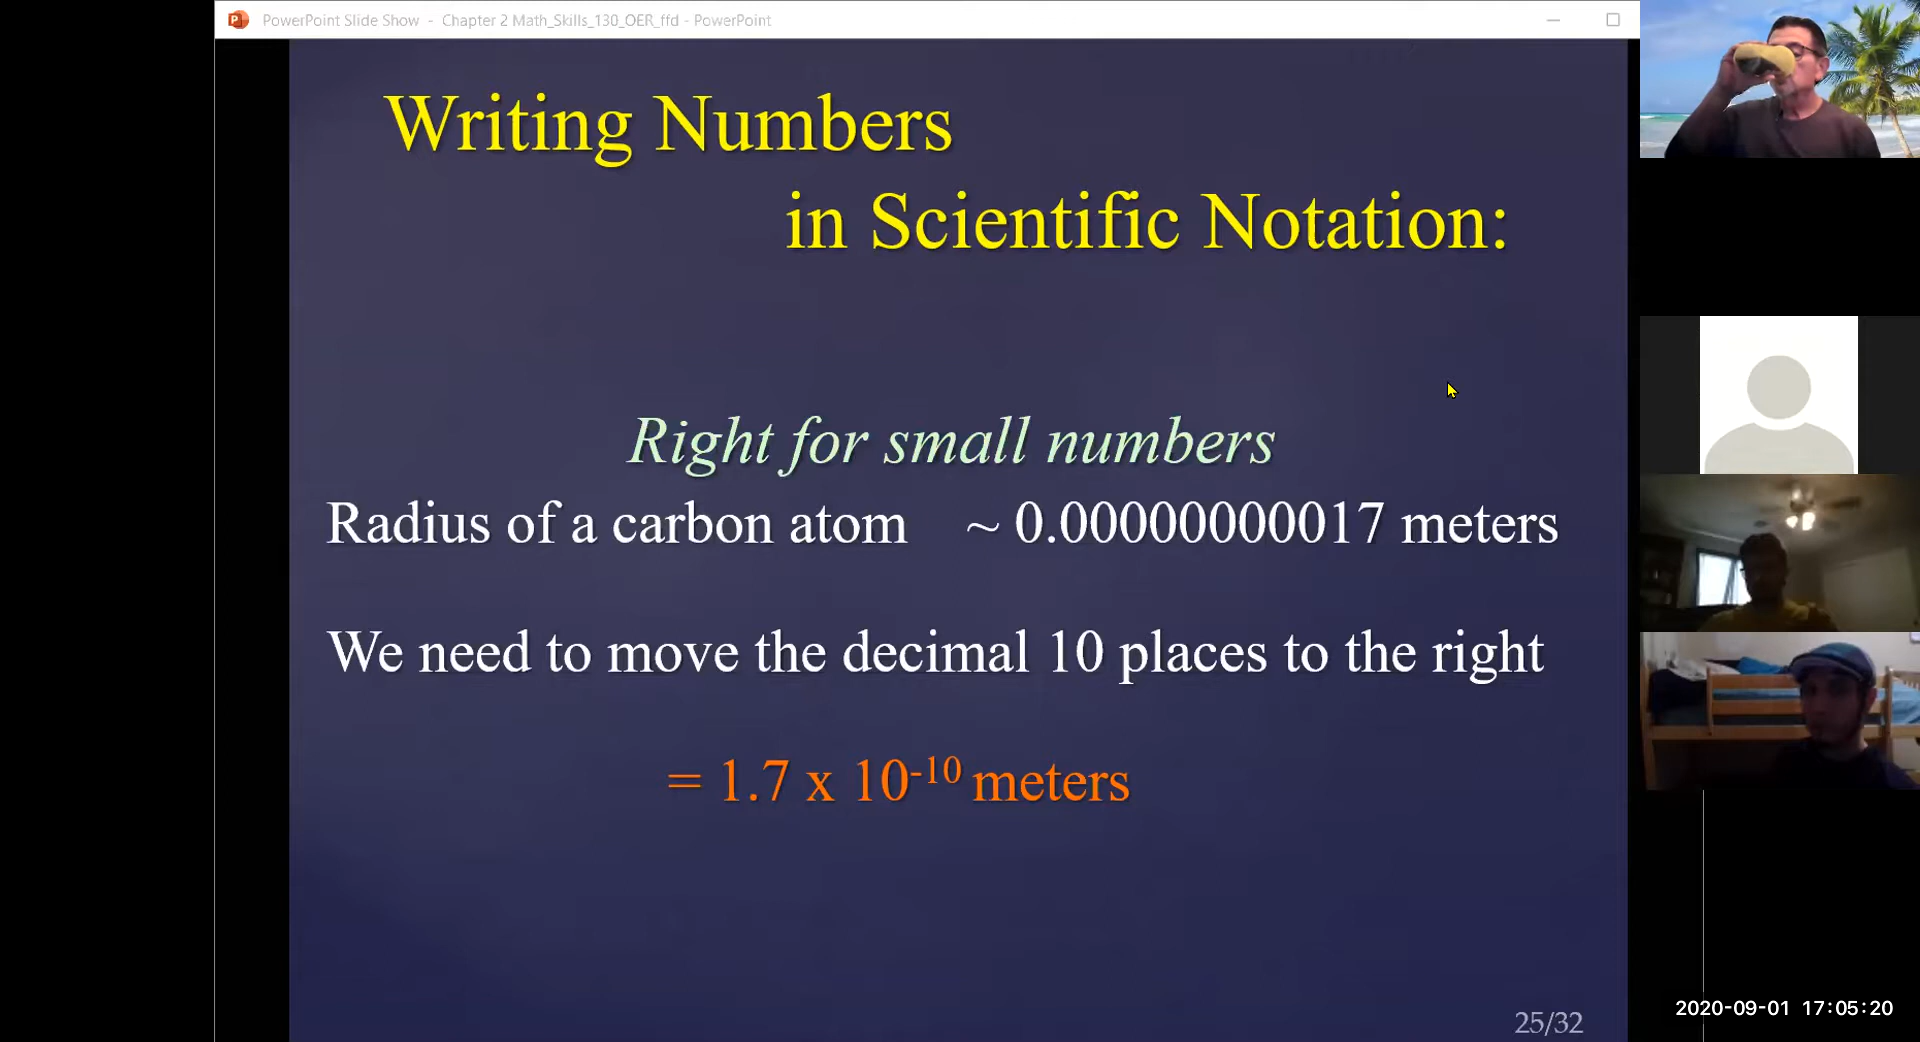 PowerPoint Slide Show - Chapter 2 Math_Skills_130_OER_ffd - PowerPoint
Writing Numbers
in Scientific Notation:
Right for small numbers
Radius of a carbon atom ~ 0.00000000017 meters
We need to move the decimal 10 places to the right
= 1.7 x 10⁻¹⁰ meters
25/32
2020-09-01 17:05:20